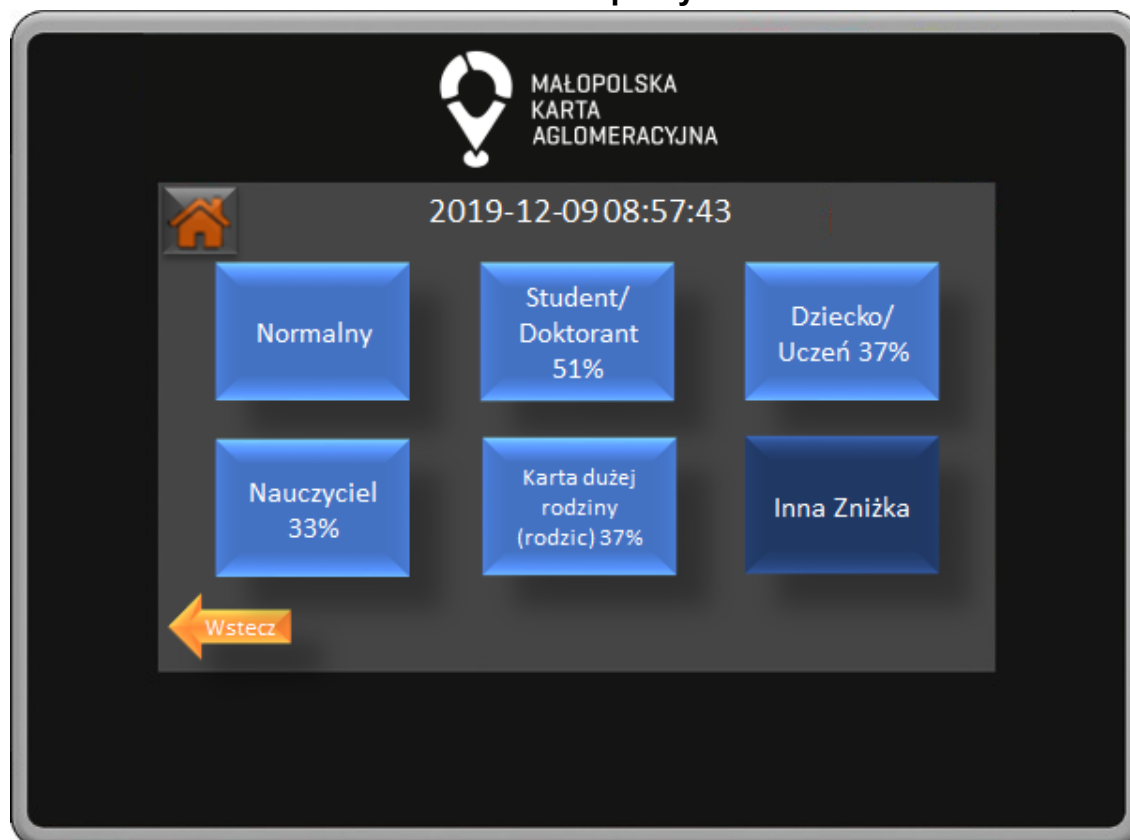 MAŁOPOLSKA
KARTA
AGLOMERACYJNA
2019-12-09 08:57:43
Normalny
Student/
Doktorant
51%
Dziecko/
Uczeń 37%
Nauczyciel
33%
Karta dużej
rodziny
(rodzic) 37%
Inna Zniżka
Wstecz